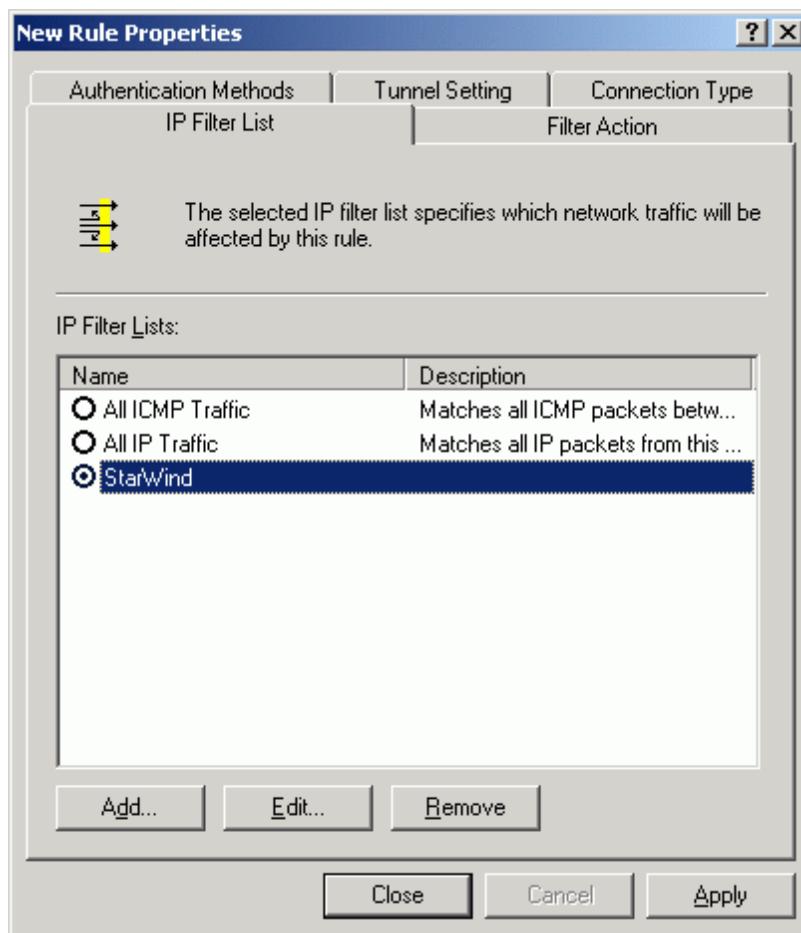 New Rule Properties
Authentication Methods
Tunnel Setting
Connection Type
IP Filter List
Filter Action
The selected IP filter list specifies which network traffic will be
affected by this rule.
IP Filter Lists:
Name Description
All ICMP Traffic Matches all ICMP packets betw...
All IP Traffic Matches all IP packets from this ...
StarWind
Add... Edit... Remove
Close Cancel Apply